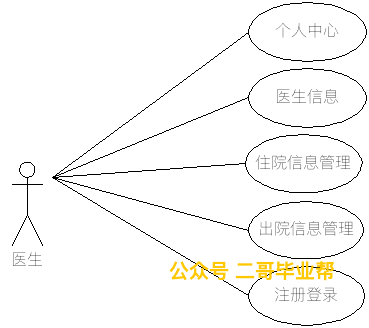 个人中心
医生信息
住院信息管理
医生
出院信息管理
公众号 二哥毕业帮
注册登录